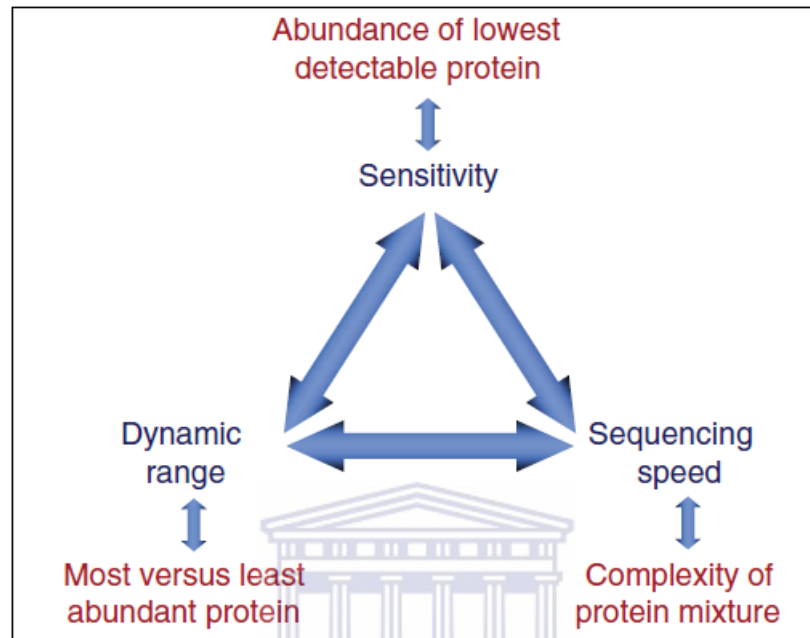 Abundance of lowest
detectable protein
Sensitivity
Dynamic
range
Sequencing
speed
Most versus least
abundant protein
Complexity of
protein mixture